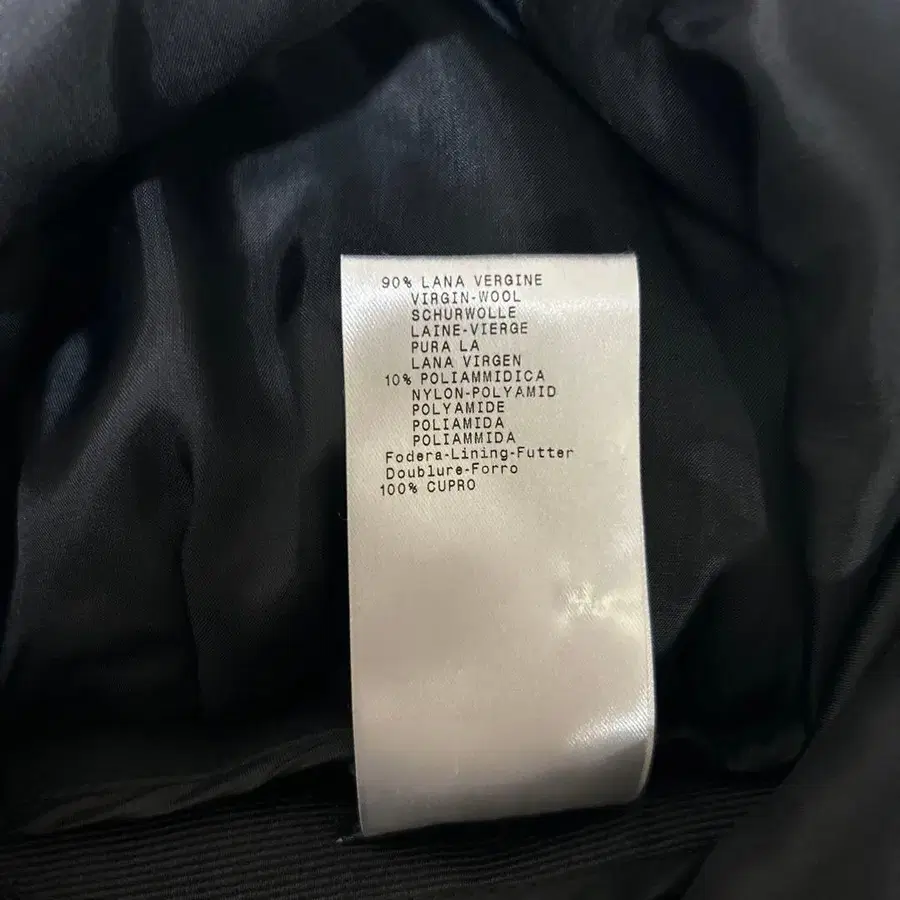 90% LANA VERGINE
VIRGIN-WOOL
SCHURWOLLE
LAINE-VIERGE
PURA LA
LANA VIRGEN
10% POLIAMMIDICA
NYLON-POLYAMID
POLYAMIDE
POLIAMIDA
POLIAMMIDA
Fodera-Lining-Futter
Doublure-Forro
100% CUPRO